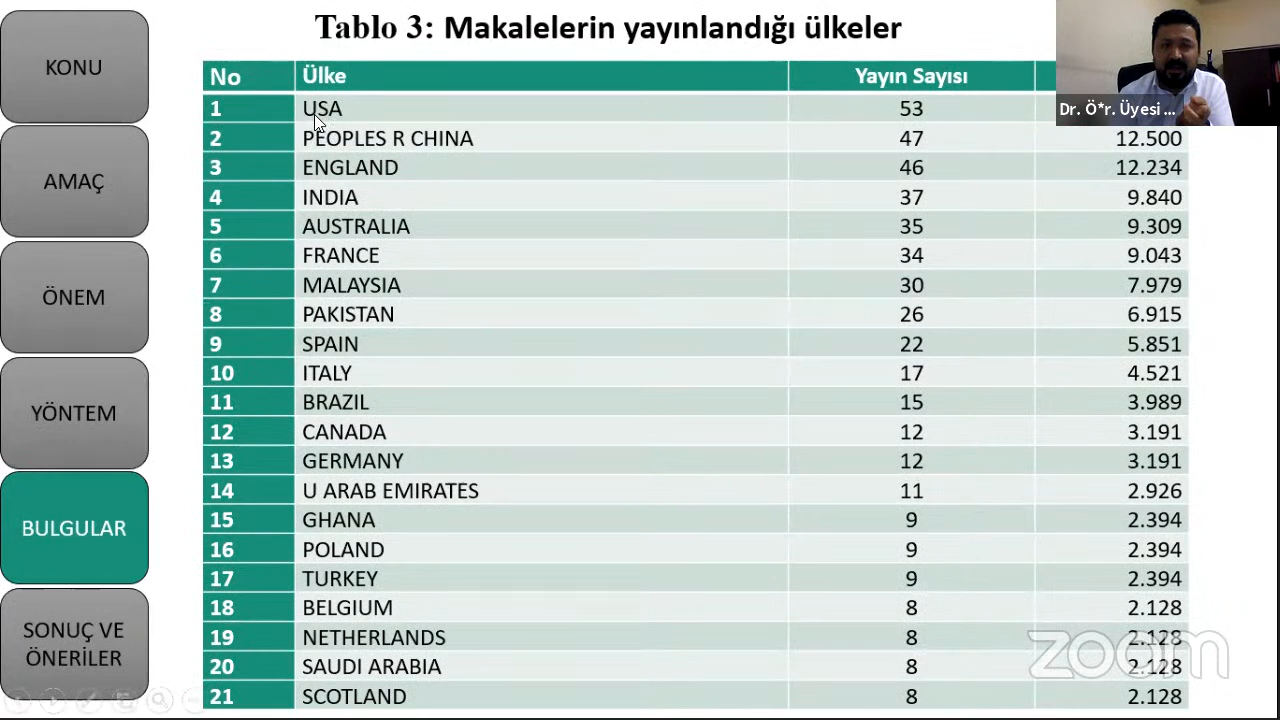 Tablo 3: Makalelerin yayınlandığı ülkeler
KONU
AMAÇ
ÖNEM
YÖNTEM
BULGULAR
SONUÇ VE
ÖNERİLER
No Ülke Yayın Sayısı
1 USA 53
2 PEOPLES R CHINA 47 12.500
3 ENGLAND 46 12.234
4 INDIA 37 9.840
5 AUSTRALIA 35 9.309
6 FRANCE 34 9.043
7 MALAYSIA 30 7.979
8 PAKISTAN 26 6.915
9 SPAIN 22 5.851
10 ITALY 17 4.521
11 BRAZIL 15 3.989
12 CANADA 12 3.191
13 GERMANY 12 3.191
14 U ARAB EMIRATES 11 2.926
15 GHANA 9 2.394
16 POLAND 9 2.394
17 TURKEY 9 2.394
18 BELGIUM 8 2.128
19 NETHERLANDS 8 2.128
20 SAUDI ARABIA 8 2.128
21 SCOTLAND 8 2.128
Dr. Ö*r. Üyesi ...
zoom